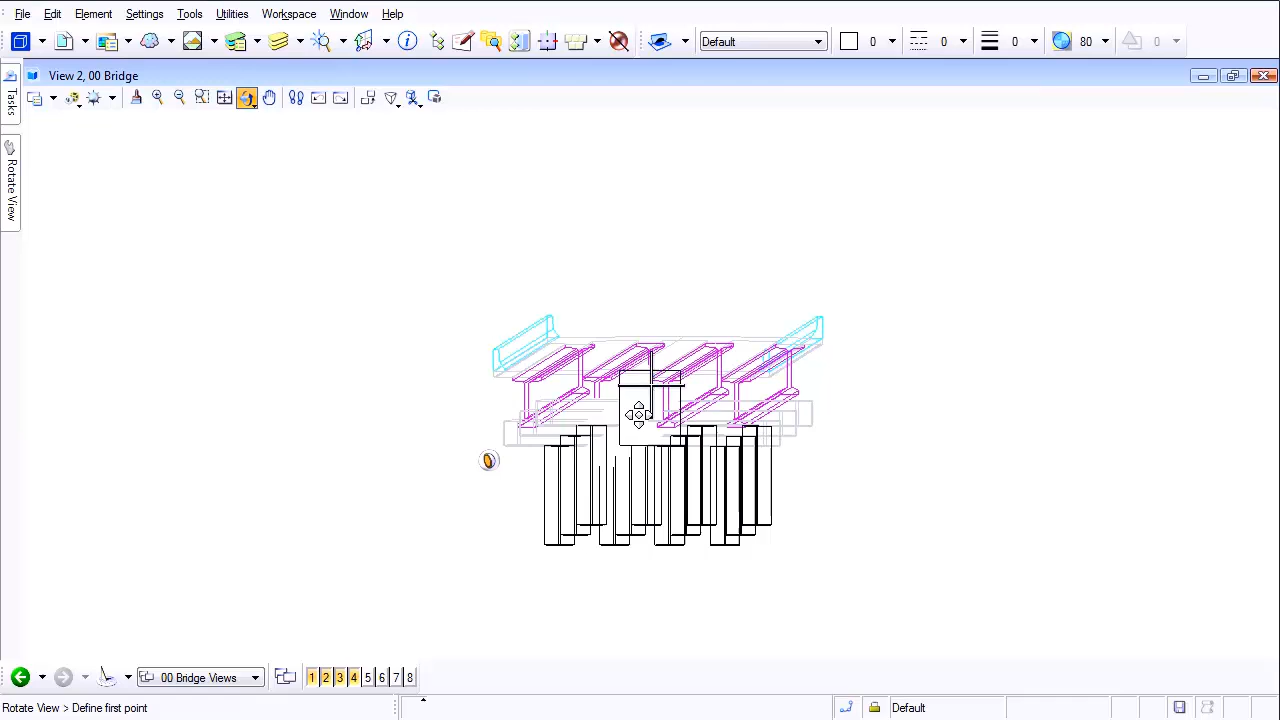 File Edit Element Settings Tools Utilities Workspace Window Help
Default 0 0 0 80 0
View 2, 00 Bridge
Tasks
Rotate View
00 Bridge Views 1 2 3 4 5 6 7 8
Rotate View > Define first point Default